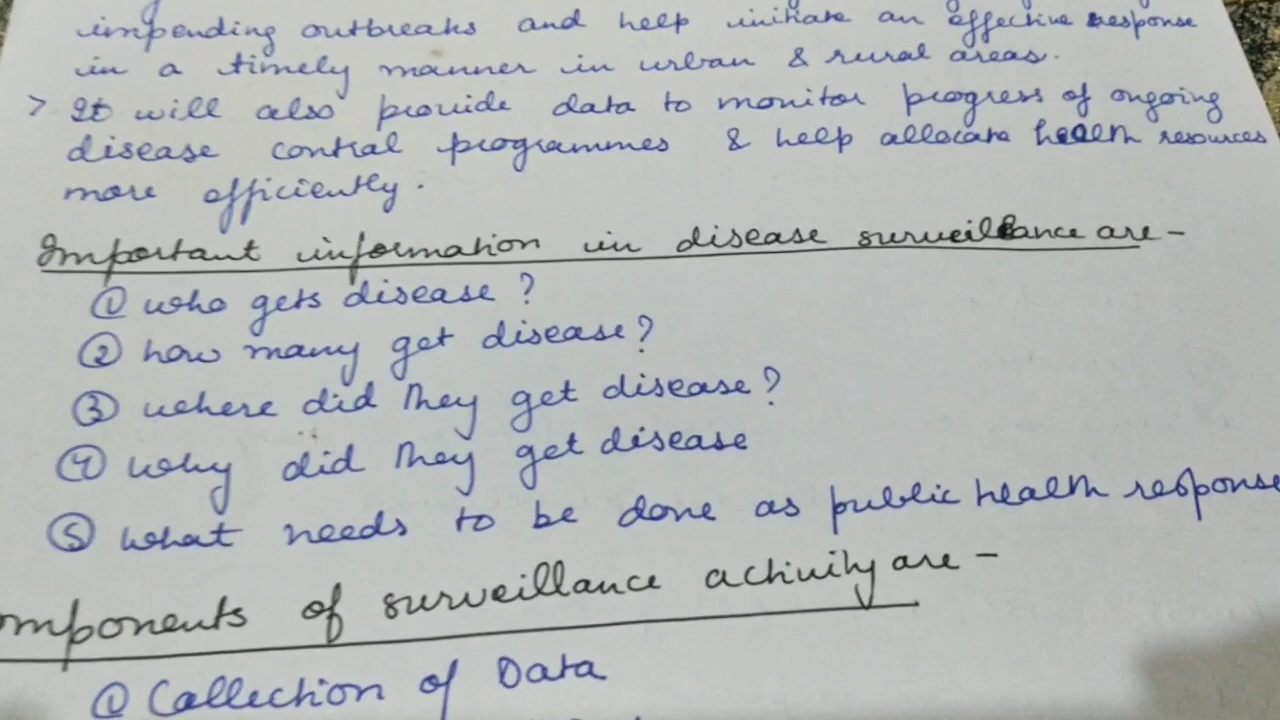 impending outbreaks and help initiate an effective response
in a timely manner in urban & rural areas.
> It will also provide data to monitor progress of ongoing
disease control programmes & help allocate health resources
more efficiently.
Important information in disease surveillance are -
① who gets disease ?
② how many get disease?
③ where did they get disease?
④ why did they get disease
⑤ what needs to be done as public health response
omponents of surveillance activity are -
① Collection of Data